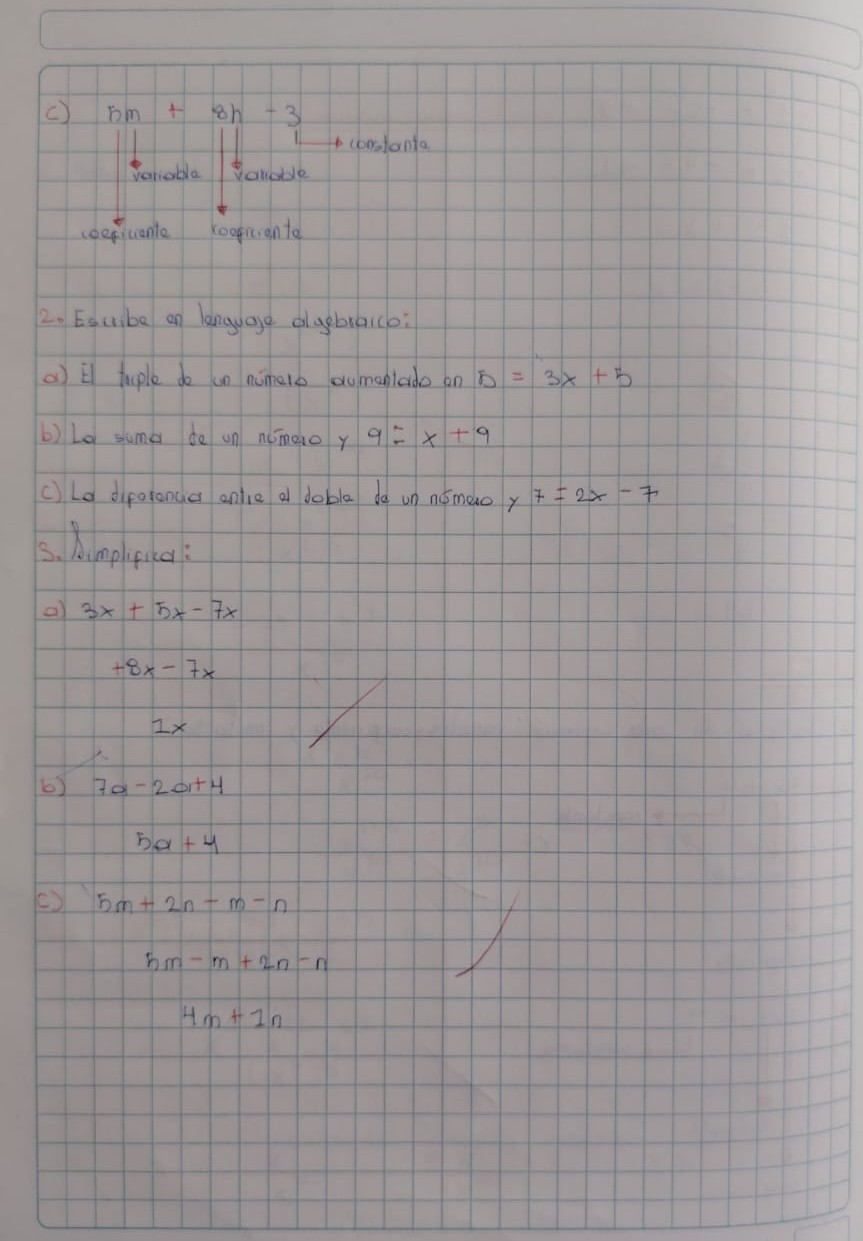 c) 5m + 8n - 3
constante
variable variable
coeficiente coeficiente
2. Escribe en lenguaje algebraico:
a) El triple de un número aumentado en 5 = 3x + 5
b) La suma de un número y 9 = x + 9
c) La diferencia entre el doble de un número y 7 = 2x - 7
3. Simplifica:
a) 3x + 5x - 7x
+8x - 7x
1x
b) 7a - 2a + 4
5a + 4
c) 5m + 2n - m - n
5m - m + 2n - n
4m + 1n